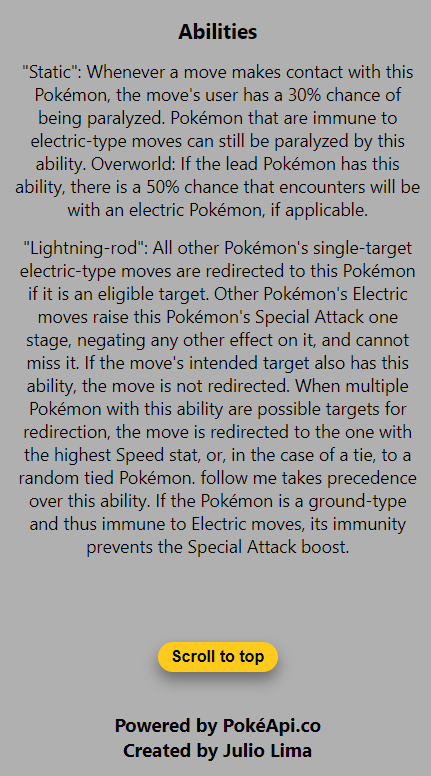 Abilities
"Static": Whenever a move makes contact with this
Pokémon, the move's user has a 30% chance of
being paralyzed. Pokémon that are immune to
electric-type moves can still be paralyzed by this
ability. Overworld: If the lead Pokémon has this
ability, there is a 50% chance that encounters will be
with an electric Pokémon, if applicable.
"Lightning-rod": All other Pokémon's single-target
electric-type moves are redirected to this Pokémon
if it is an eligible target. Other Pokémon's Electric
moves raise this Pokémon's Special Attack one
stage, negating any other effect on it, and cannot
miss it. If the move's intended target also has this
ability, the move is not redirected. When multiple
Pokémon with this ability are possible targets for
redirection, the move is redirected to the one with
the highest Speed stat, or, in the case of a tie, to a
random tied Pokémon. follow me takes precedence
over this ability. If the Pokémon is a ground-type
and thus immune to Electric moves, its immunity
prevents the Special Attack boost.
Scroll to top
Powered by PokéApi.co
Created by Julio Lima